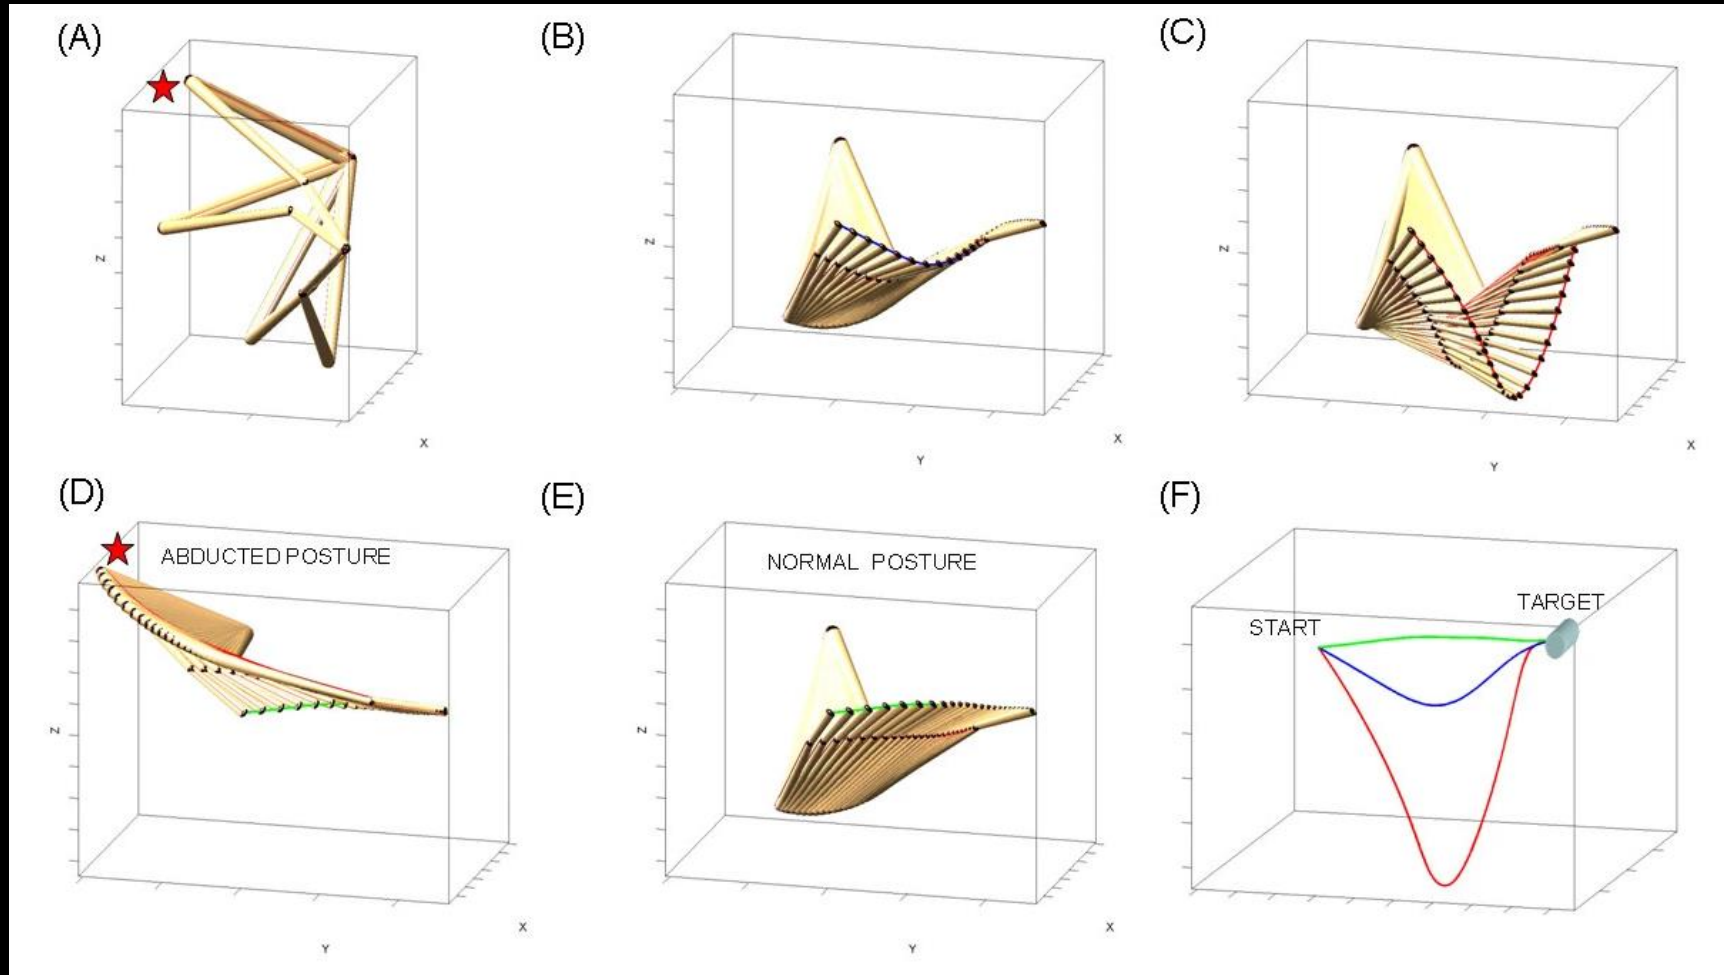 (A)
(B)
(C)
Z
X
Z
X
Y
Z
X
Y
(D)
(E)
(F)
ABDUCTED POSTURE
NORMAL POSTURE
TARGET
START
Z
X
Y
Z
X
Y